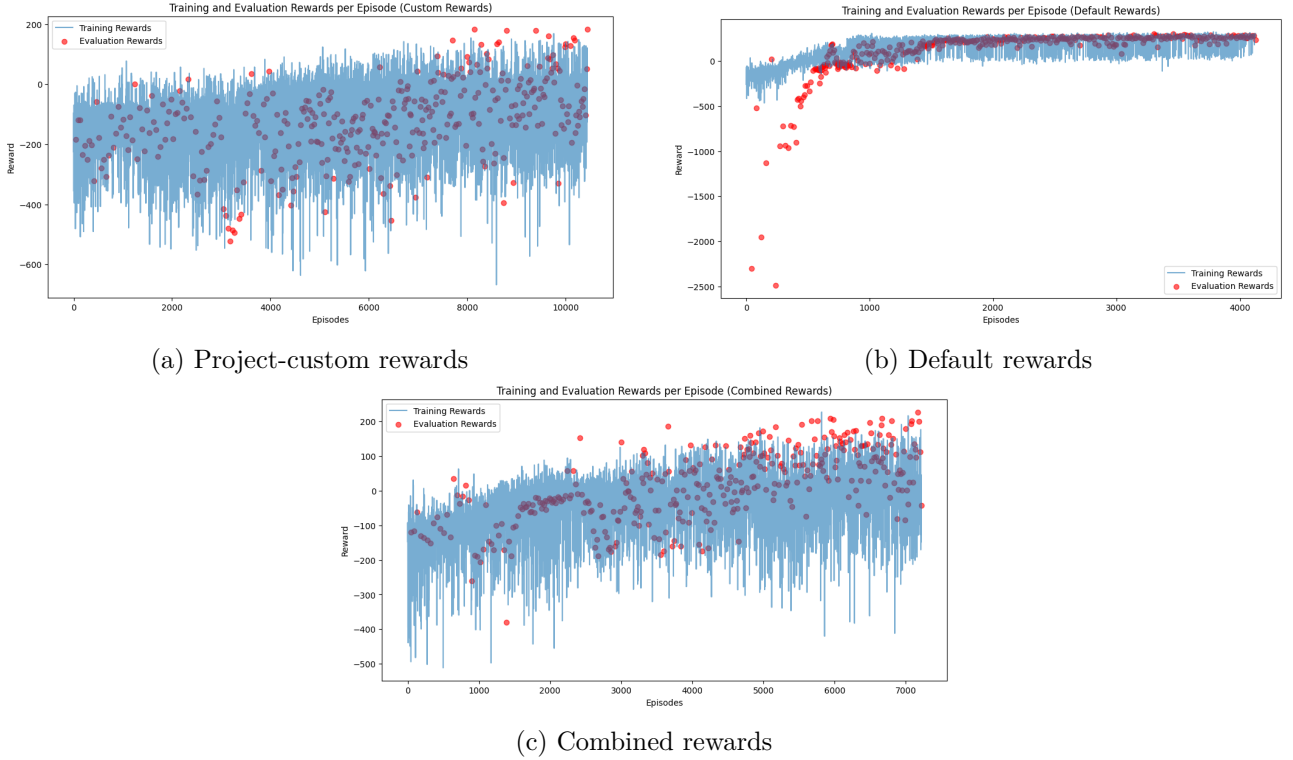 Training and Evaluation Rewards per Episode (Custom Rewards)
Training Rewards
Evaluation Rewards
200
0
−200
−400
−600
Reward
0
2000
4000
6000
8000
10000
Episodes
(a) Project-custom rewards
Training and Evaluation Rewards per Episode (Default Rewards)
0
−500
−1000
−1500
−2000
−2500
Reward
Training Rewards
Evaluation Rewards
0
1000
2000
3000
4000
Episodes
(b) Default rewards
Training and Evaluation Rewards per Episode (Combined Rewards)
Training Rewards
Evaluation Rewards
200
100
0
−100
−200
−300
−400
−500
Reward
0
1000
2000
3000
4000
5000
6000
7000
Episodes
(c) Combined rewards